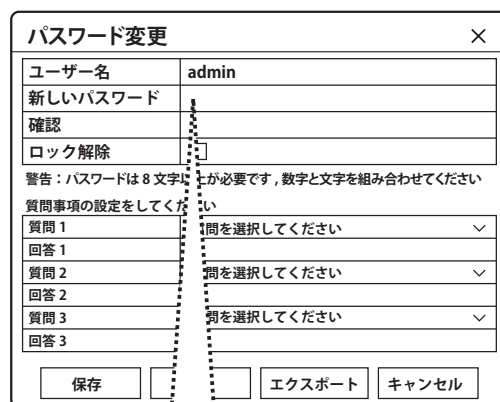 パスワード変更 ×
ユーザー名 admin
新しいパスワード
確認
ロック解除
警告：パスワードは 8 文字 上が必要です , 数字と文字を組み合わせてください
質問事項の設定をしてくだ い
質問 1 問を選択してください
回答 1
質問 2 問を選択してください
回答 2
質問 3 問を選択してください
回答 3
保存 エクスポート キャンセル